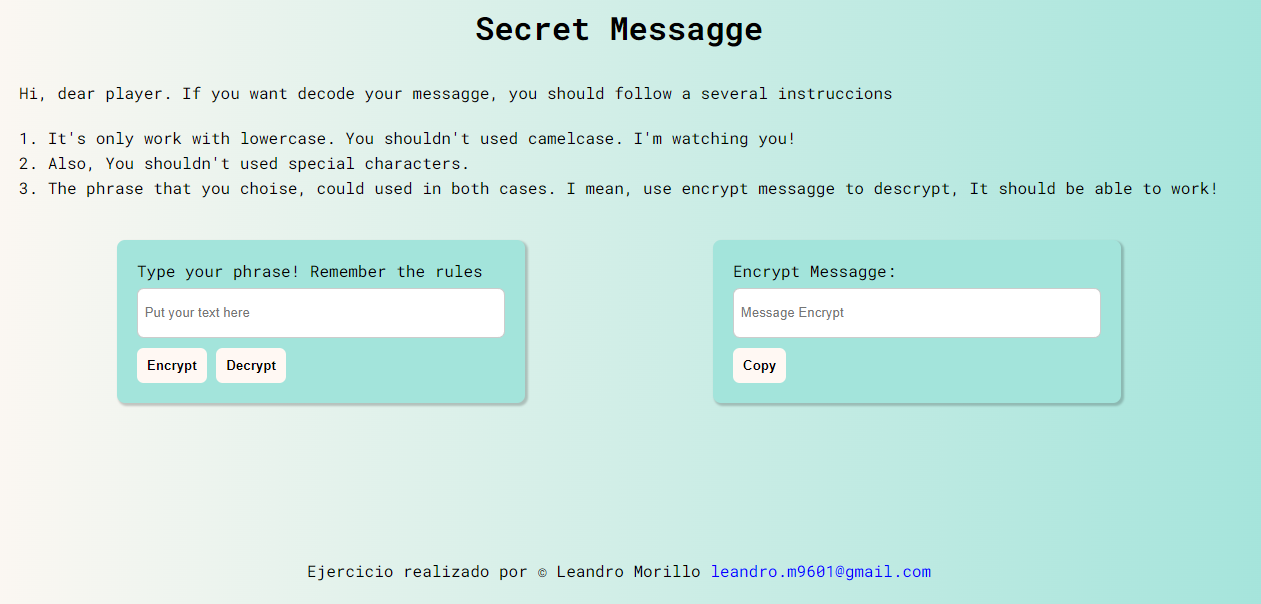 Secret Messagge
Hi, dear player. If you want decode your messagge, you should follow a several instruccions
1. It's only work with lowercase. You shouldn't used camelcase. I'm watching you!
2. Also, You shouldn't used special characters.
3. The phrase that you choise, could used in both cases. I mean, use encrypt messagge to descrypt, It should be able to work!
Type your phrase! Remember the rules
Put your text here
Encrypt Decrypt
Encrypt Messagge:
Message Encrypt
Copy
Ejercicio realizado por © Leandro Morillo leandro.m9601@gmail.com